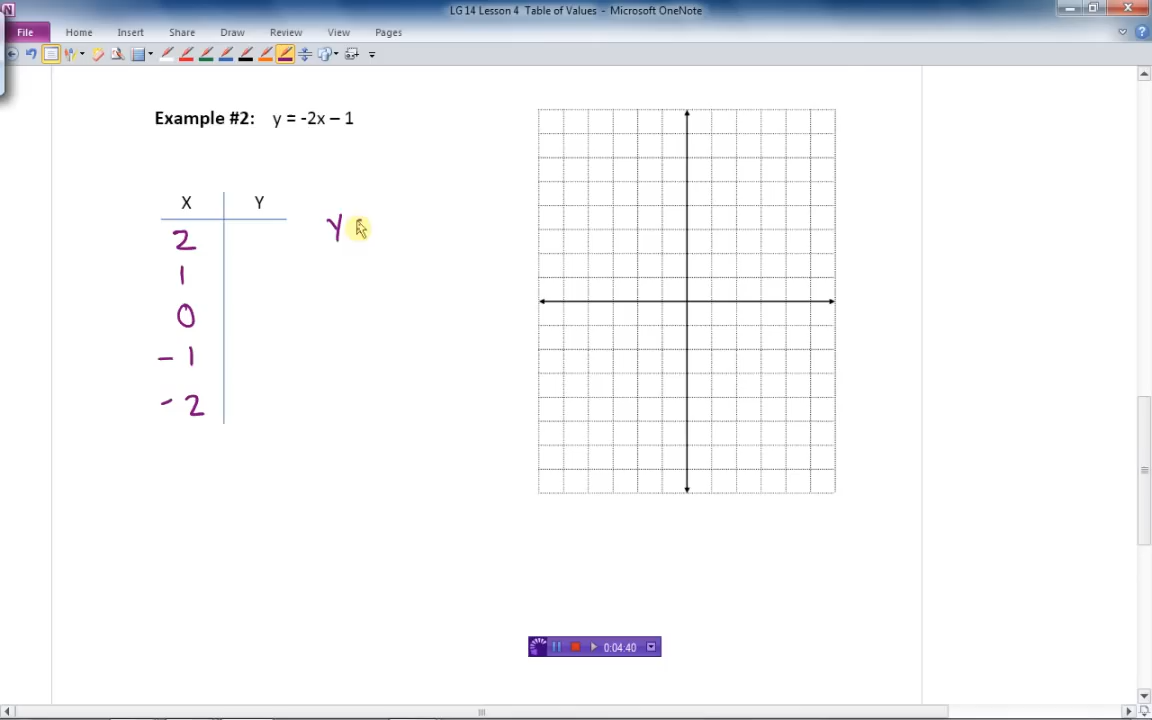 LG 14 Lesson 4 Table of Values - Microsoft OneNote
File Home Insert Share Draw Review View Pages
Example #2: y = -2x – 1
X Y
y =
2
1
0
- 1
- 2
0:04:40